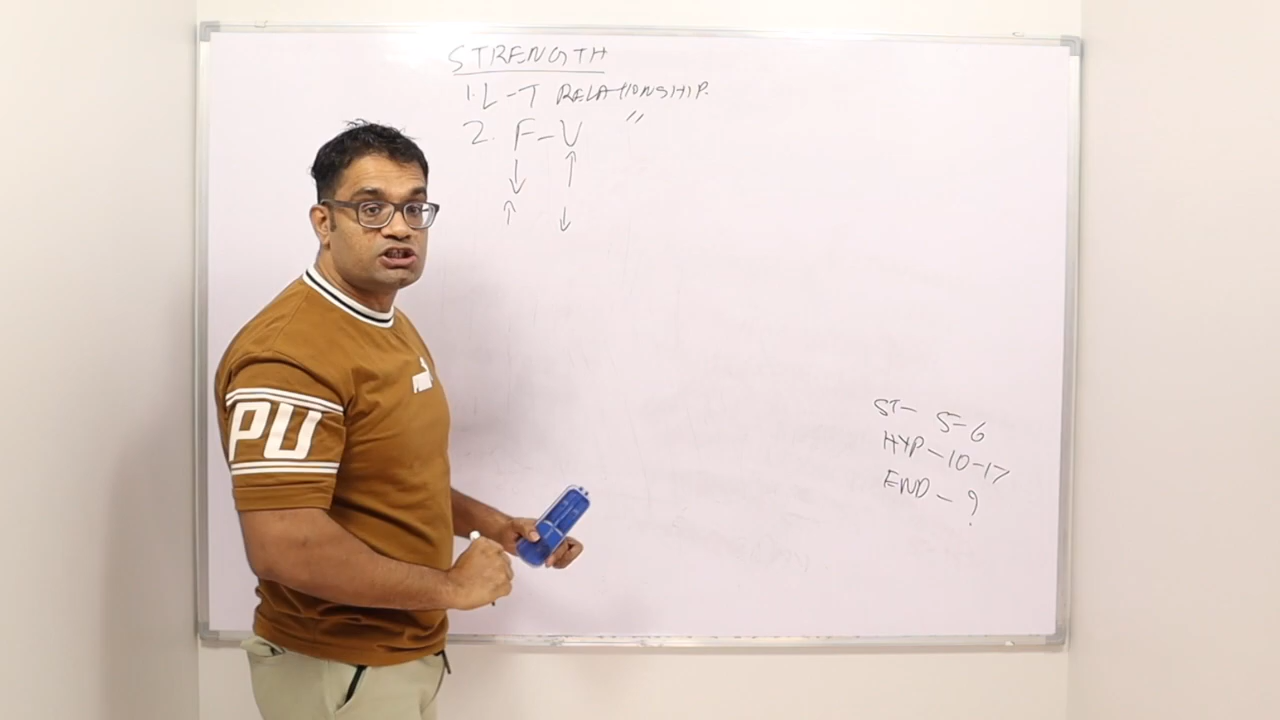 STRENGTH
1. L-T RELATIONSHIP.
2. F-V "
↓ ↑
↑ ↓
PU
PUMA
ST- 5-6
HYP-10-17
END - ?